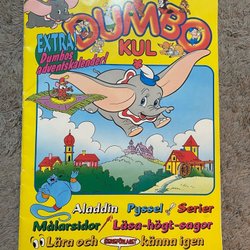 DUMBO
KUL
EXTRA!
Dumbos
adventskalender!
Aladdin Pyssel Serier
Målarsidor Läsa-högt-sagor
Lära och känna igen